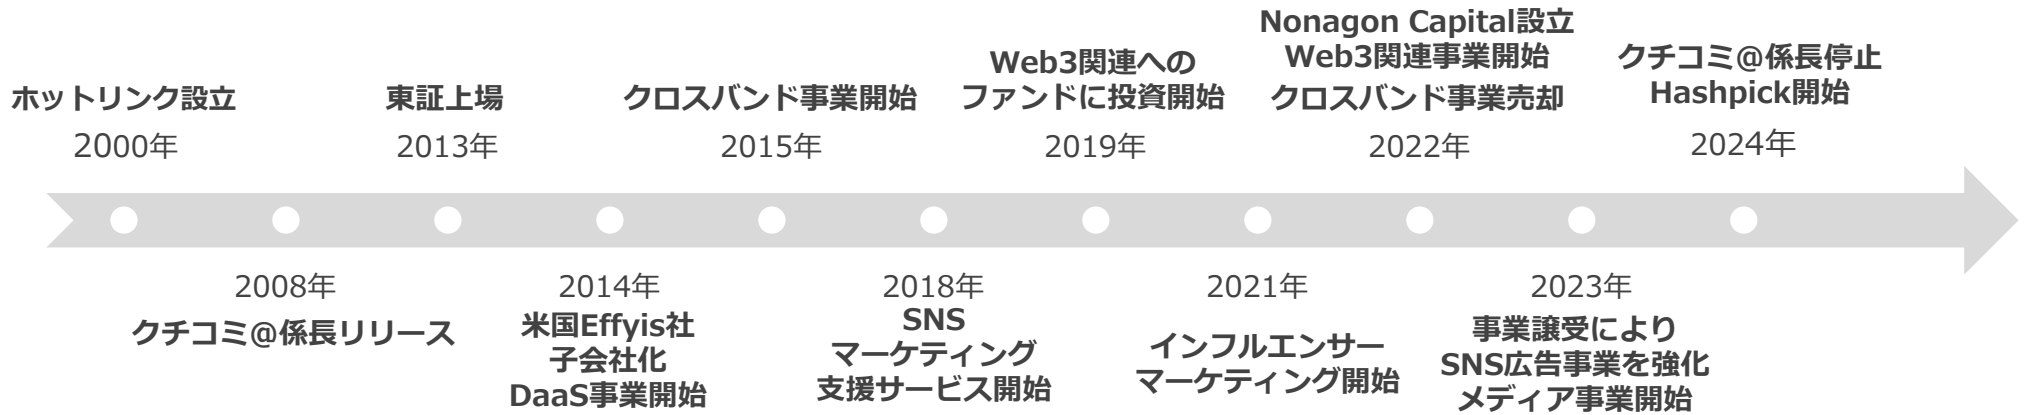 ホットリンク設立
2000年
2008年
クチコミ@係長リリース
東証上場
2013年
2014年
米国Effyis社
子会社化
DaaS事業開始
クロスバンド事業開始
2015年
2018年
SNS
マーケティング
支援サービス開始
Web3関連への
ファンドに投資開始
2019年
2021年
インフルエンサー
マーケティング開始
Nonagon Capital設立
Web3関連事業開始
クロスバンド事業売却
2022年
2023年
事業譲受により
SNS広告事業を強化
メディア事業開始
クチコミ@係長停止
Hashpick開始
2024年